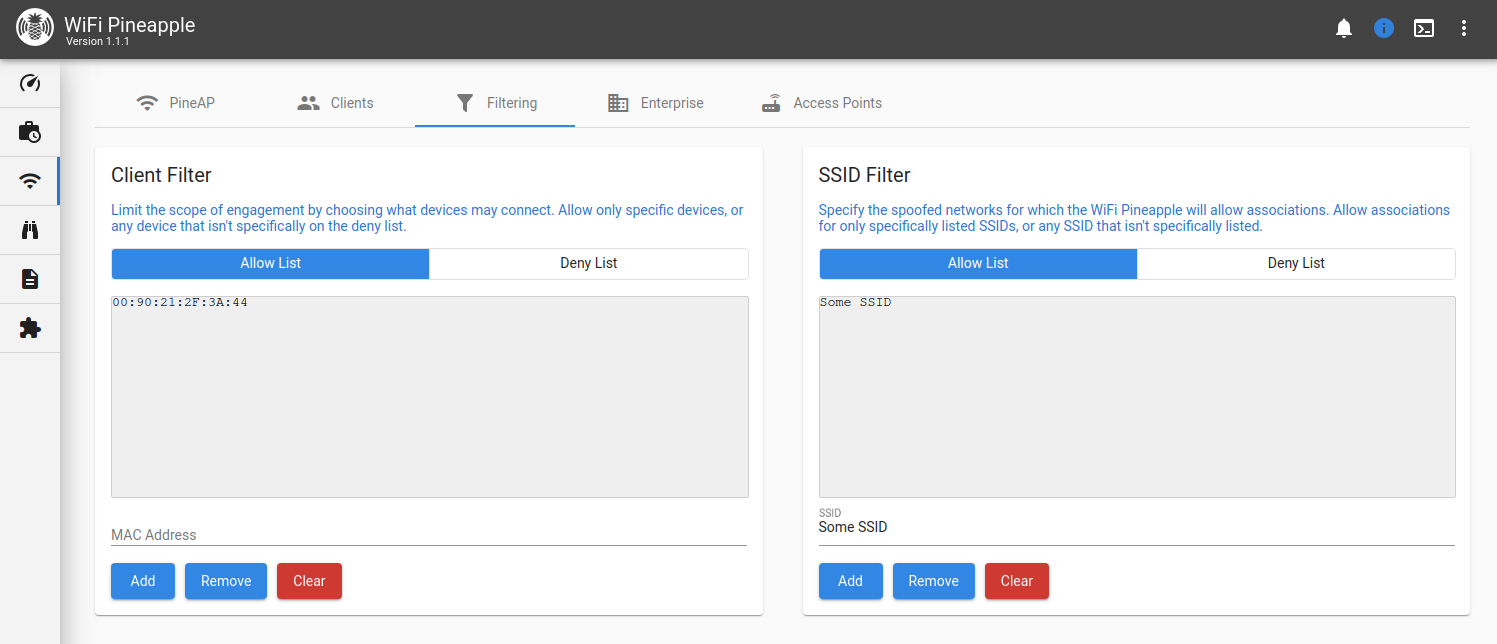 WiFi Pineapple
Version 1.1.1
PineAP
Clients
Filtering
Enterprise
Access Points
Client Filter
Limit the scope of engagement by choosing what devices may connect. Allow only specific devices, or
any device that isn't specifically on the deny list.
Allow List
Deny List
00:90:21:2F:3A:44
MAC Address
Add
Remove
Clear
SSID Filter
Specify the spoofed networks for which the WiFi Pineapple will allow associations. Allow associations
for only specifically listed SSIDs, or any SSID that isn't specifically listed.
Allow List
Deny List
Some SSID
SSID
Some SSID
Add
Remove
Clear